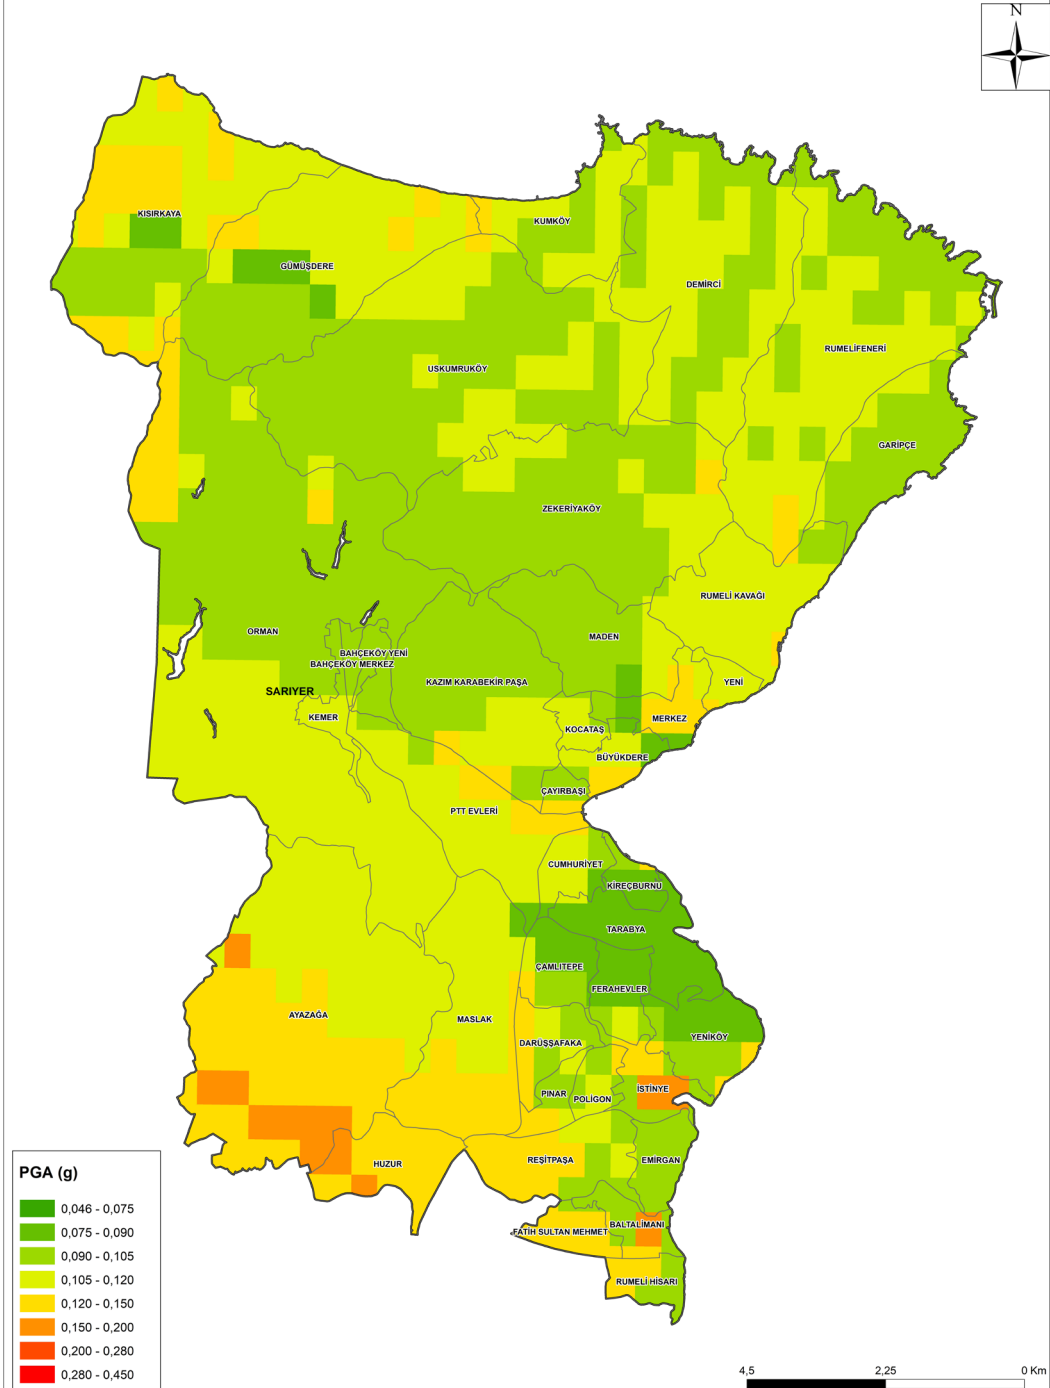 N
KISIRKAYA
KUMKÖY
GÜMÜŞDERE
DEMİRCİ
RUMELİFENERİ
USKUMRUKÖY
GARİPÇE
ZEKERİYAKÖY
RUMELİ KAVAĞI
ORMAN
MADEN
BAHÇEKÖY YENİ
BAHÇEKÖY MERKEZ
KAZIM KARABEKİR PAŞA
YENİ
SARIYER
KEMER
MERKEZ
KOCATAŞ
BÜYÜKDERE
ÇAYIRBAŞI
PTT EVLERİ
CUMHURİYET
KİREÇBURNU
TARABYA
ÇAMLITEPE
FERAHEVLER
AYAZAĞA
MASLAK
YENİKÖY
DARÜŞŞAFAKA
İSTİNYE
PINAR
POLİGON
REŞİTPAŞA
EMİRGAN
HUZUR
BALTALİMANI
FATİH SULTAN MEHMET
RUMELİ HİSARI
PGA (g)
0,046 - 0,075
0,075 - 0,090
0,090 - 0,105
0,105 - 0,120
0,120 - 0,150
0,150 - 0,200
0,200 - 0,280
0,280 - 0,450
4,5 2,25 0 Km